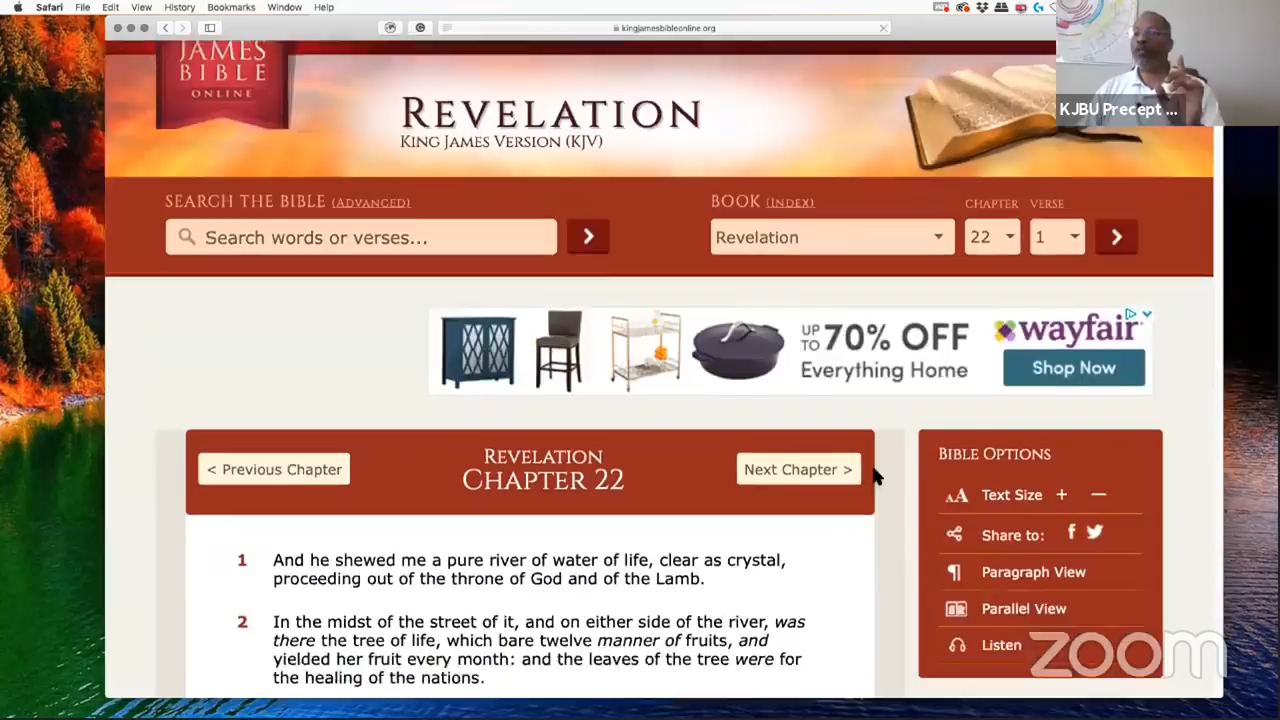 Safari File Edit View History Bookmarks Window Help
kingjamesbibleonline.org
JAMES
BIBLE
ONLINE
REVELATION
KING JAMES VERSION (KJV)
KJBU Precept ...
SEARCH THE BIBLE (ADVANCED)
BOOK (INDEX)
CHAPTER VERSE
Search words or verses...
>
Revelation
22
1
>
UP TO 70% OFF
Everything Home
wayfair
Shop Now
< Previous Chapter
REVELATION
CHAPTER 22
Next Chapter >
BIBLE OPTIONS
AA Text Size + —
Share to: f
¶ Paragraph View
Parallel View
Listen
1 And he shewed me a pure river of water of life, clear as crystal,
proceeding out of the throne of God and of the Lamb.
2 In the midst of the street of it, and on either side of the river, was
there the tree of life, which bare twelve manner of fruits, and
yielded her fruit every month: and the leaves of the tree were for
the healing of the nations.
zoom